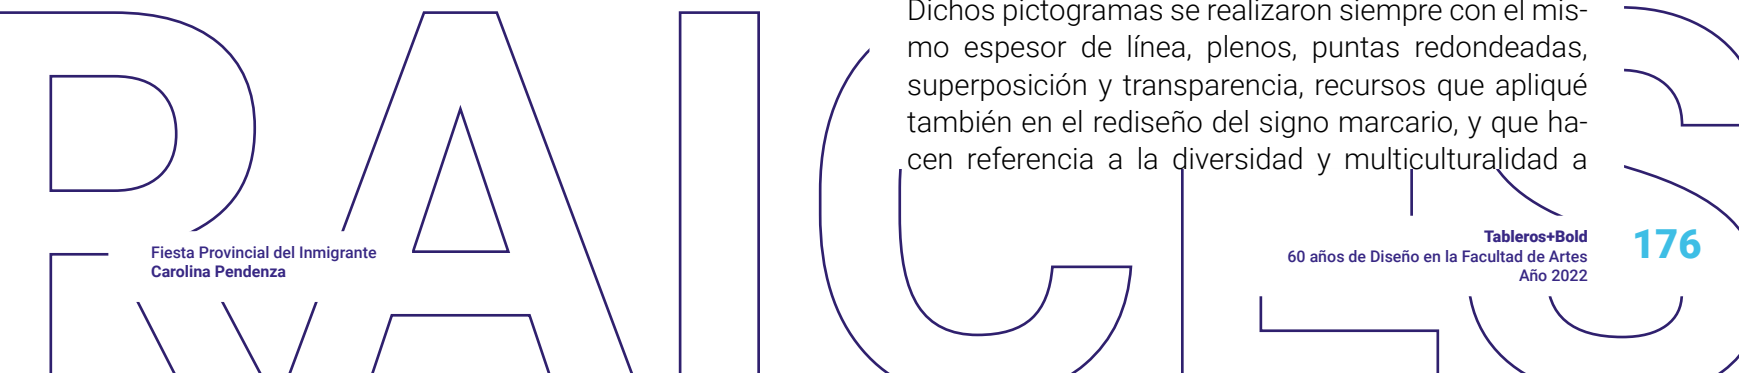 RAICES
Dichos pictogramas se realizaron siempre con el mis-
mo espesor de línea, plenos, puntas redondeadas,
superposición y transparencia, recursos que apliqué
también en el rediseño del signo marcario, y que ha-
cen referencia a la diversidad y multiculturalidad a
Fiesta Provincial del Inmigrante
Carolina Pendenza
Tableros+Bold
60 años de Diseño en la Facultad de Artes
Año 2022
176